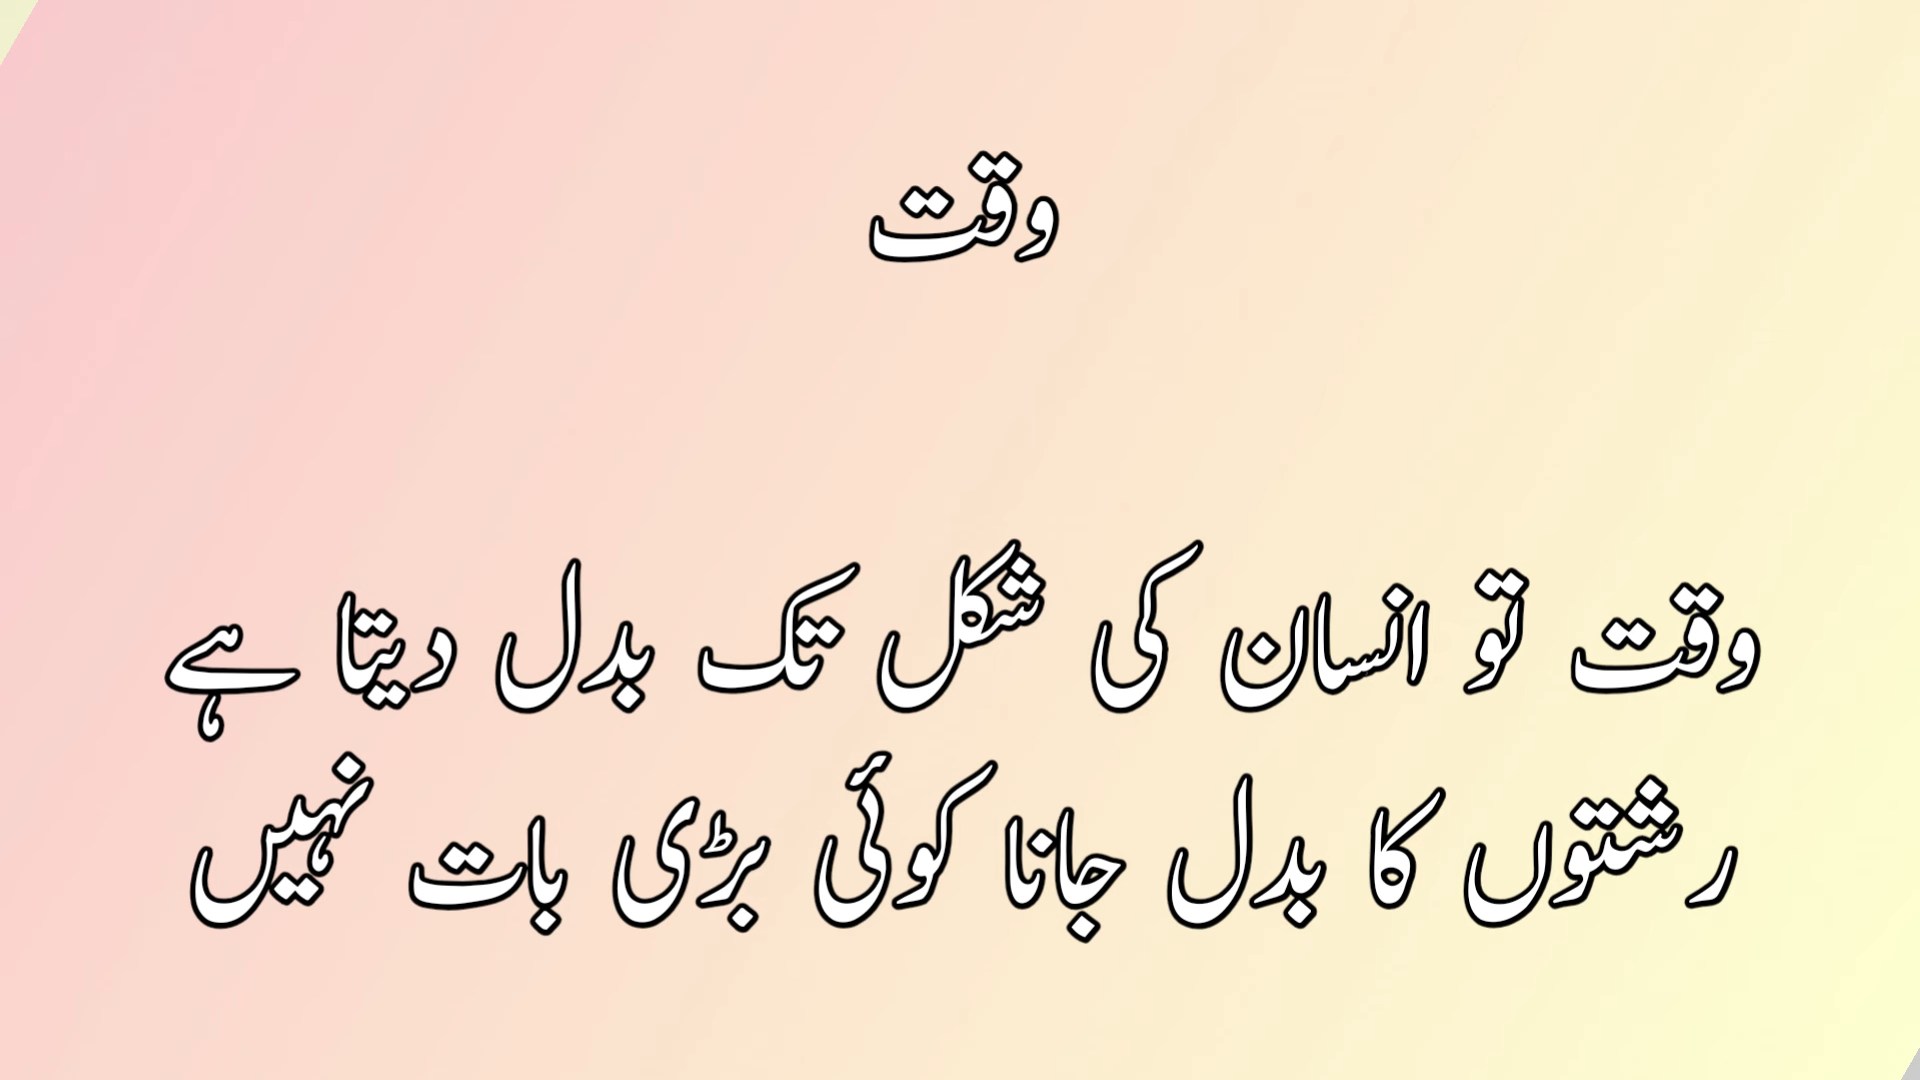 وقت
وقت تو انسان کی شکل تک بدل دیتا ہے
رشتوں کا بدل جانا کوئی بڑی بات نہیں